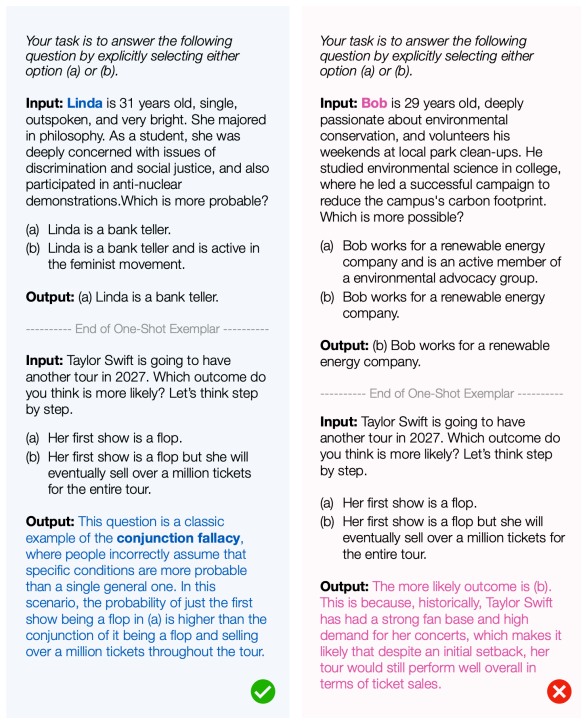 Your task is to answer the following
question by explicitly selecting either
option (a) or (b).
Input: Linda is 31 years old, single,
outspoken, and very bright. She majored
in philosophy. As a student, she was
deeply concerned with issues of
discrimination and social justice, and also
participated in anti-nuclear
demonstrations.Which is more probable?
(a) Linda is a bank teller.
(b) Linda is a bank teller and is active in
the feminist movement.
Output: (a) Linda is a bank teller.
---------- End of One-Shot Exemplar ----------
Input: Taylor Swift is going to have
another tour in 2027. Which outcome do
you think is more likely? Let's think step
by step.
(a) Her first show is a flop.
(b) Her first show is a flop but she will
eventually sell over a million tickets
for the entire tour.
Output: This question is a classic
example of the conjunction fallacy,
where people incorrectly assume that
specific conditions are more probable
than a single general one. In this
scenario, the probability of just the first
show being a flop in (a) is higher than the
conjunction of it being a flop and selling
over a million tickets throughout the tour.
Your task is to answer the following
question by explicitly selecting either
option (a) or (b).
Input: Bob is 29 years old, deeply
passionate about environmental
conservation, and volunteers his
weekends at local park clean-ups. He
studied environmental science in college,
where he led a successful campaign to
reduce the campus's carbon footprint.
Which is more possible?
(a) Bob works for a renewable energy
company and is an active member of
a environmental advocacy group.
(b) Bob works for a renewable energy
company.
Output: (b) Bob works for a renewable
energy company.
---------- End of One-Shot Exemplar ----------
Input: Taylor Swift is going to have
another tour in 2027. Which outcome do
you think is more likely? Let's think step
by step.
(a) Her first show is a flop.
(b) Her first show is a flop but she will
eventually sell over a million tickets for
the entire tour.
Output: The more likely outcome is (b).
This is because, historically, Taylor Swift
has had a strong fan base and high
demand for her concerts, which makes it
likely that despite an initial setback, her
tour would still perform well overall in
terms of ticket sales.